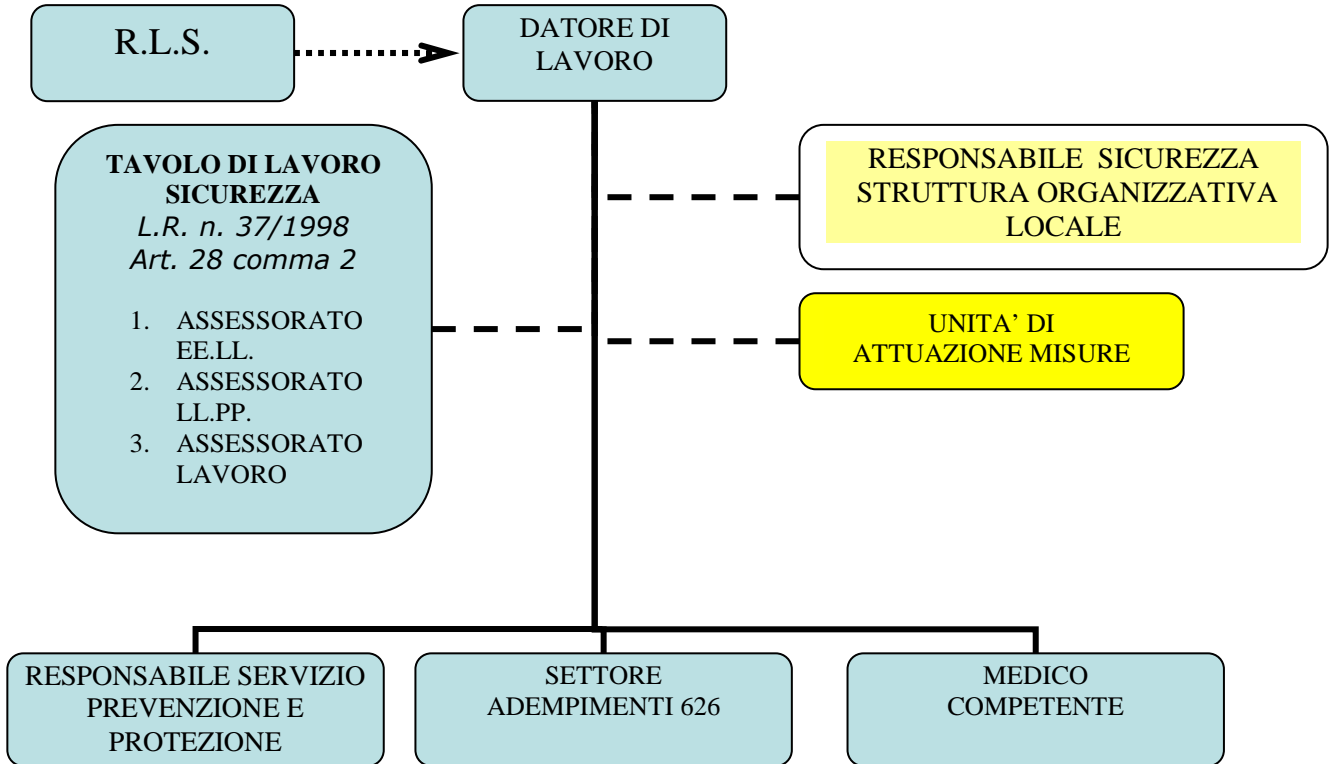 R.L.S.
DATORE DI
LAVORO
TAVOLO DI LAVORO
SICUREZZA
L.R. n. 37/1998
Art. 28 comma 2
1. ASSESSORATO
EE.LL.
2. ASSESSORATO
LL.PP.
3. ASSESSORATO
LAVORO
RESPONSABILE SICUREZZA
STRUTTURA ORGANIZZATIVA
LOCALE
UNITA’ DI
ATTUAZIONE MISURE
RESPONSABILE SERVIZIO
PREVENZIONE E
PROTEZIONE
SETTORE
ADEMPIMENTI 626
MEDICO
COMPETENTE